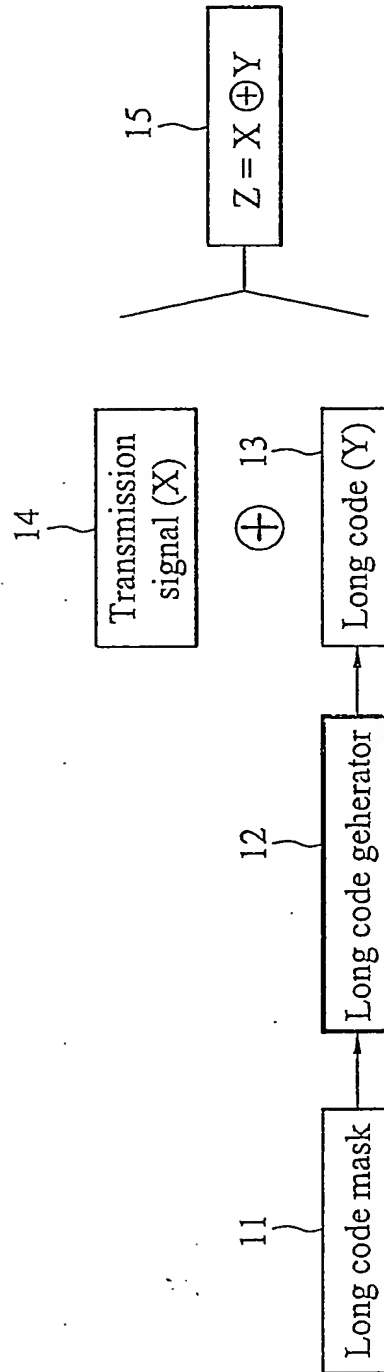 14
Transmission
signal (X)
15
Z = X ⊕ Y
⊕
11
Long code mask
12
Long code geherator
13
Long code (Y)